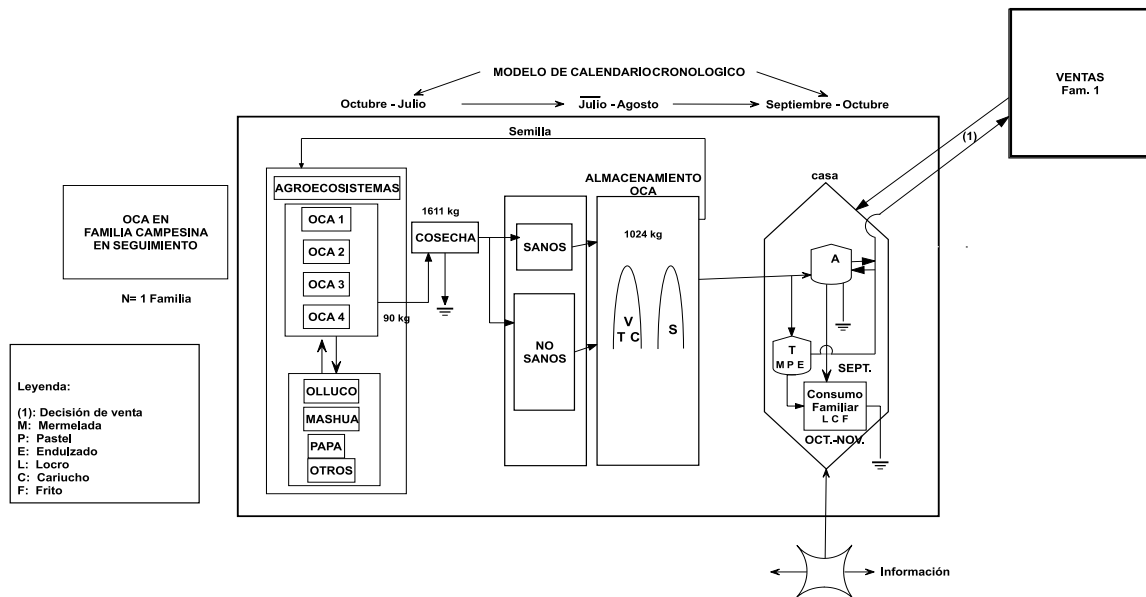 MODELO DE CALENDARIOCRONOLOGICO
Octubre - Julio
Julio - Agosto
Septiembre - Octubre
VENTAS
Fam. 1
(1)
Semilla
casa
OCA EN
FAMILIA CAMPESINA
EN SEGUIMIENTO
N= 1 Familia
AGROECOSISTEMAS
OCA 1
OCA 2
OCA 3
OCA 4
90 kg
OLLUCO
MASHUA
PAPA
OTROS
1611 kg
COSECHA
SANOS
NO
SANOS
ALMACENAMIENTO
OCA
1024 kg
V
T C
S
A
T
M P E
SEPT.
Consumo
Familiar
L C F
OCT.-NOV.
Información
Leyenda:
(1): Decisión de venta
M: Mermelada
P: Pastel
E: Endulzado
L: Locro
C: Cariucho
F: Frito